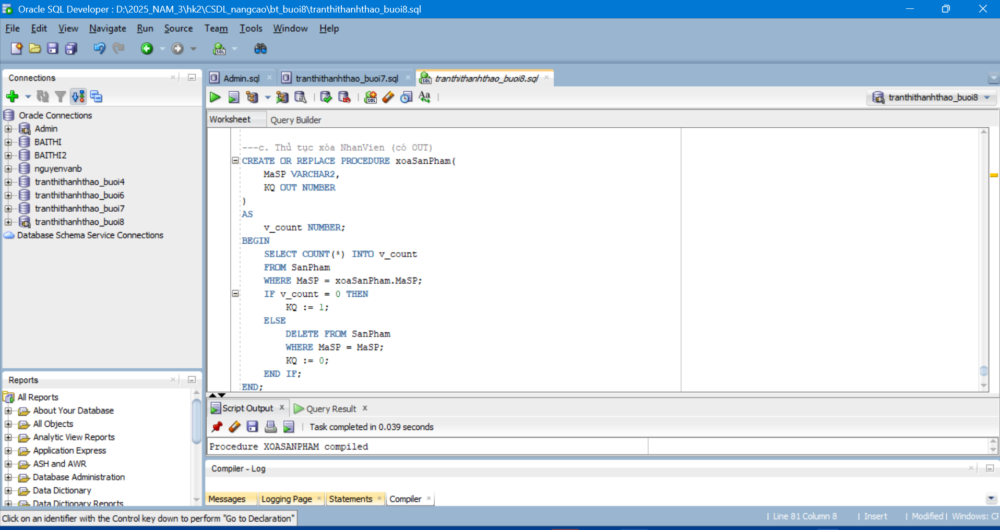 Oracle SQL Developer : D:\2025_NAM_3\hk2\CSDL_nangcao\bt_buoi8\tranthithanhthao_buoi8.sql
File Edit View Navigate Run Source Team Tools Window Help
Connections
Oracle Connections
Admin
BAITHI
BAITHI2
nguyenvanb
tranthithanhthao_buoi4
tranthithanhthao_buoi6
tranthithanhthao_buoi7
tranthithanhthao_buoi8
Database Schema Service Connections
Reports
All Reports
About Your Database
All Objects
Analytic View Reports
Application Express
ASH and AWR
Database Administration
Data Dictionary
Data Dictionary Reports
Admin.sql tranthithanhthao_buoi7.sql tranthithanhthao_buoi8.sql
tranthithanhthao_buoi8
Worksheet Query Builder
---c. Thủ tục xóa NhanVien (có OUT)
CREATE OR REPLACE PROCEDURE xoaSanPham(
MaSP VARCHAR2,
KQ OUT NUMBER
)
AS
v_count NUMBER;
BEGIN
SELECT COUNT(*) INTO v_count
FROM SanPham
WHERE MaSP = xoaSanPham.MaSP;
IF v_count = 0 THEN
KQ := 1;
ELSE
DELETE FROM SanPham
WHERE MaSP = MaSP;
KQ := 0;
END IF;
END;
Script Output Query Result
Task completed in 0.039 seconds
Procedure XOASANPHAM compiled
Compiler - Log
Messages Logging Page Statements Compiler
Click on an identifier with the Control key down to perform "Go to Declaration"
| Line 81 Column 8 | Insert | Modified | Windows: